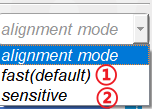 alignment mode
alignment mode
fast(default) ①
sensitive ②